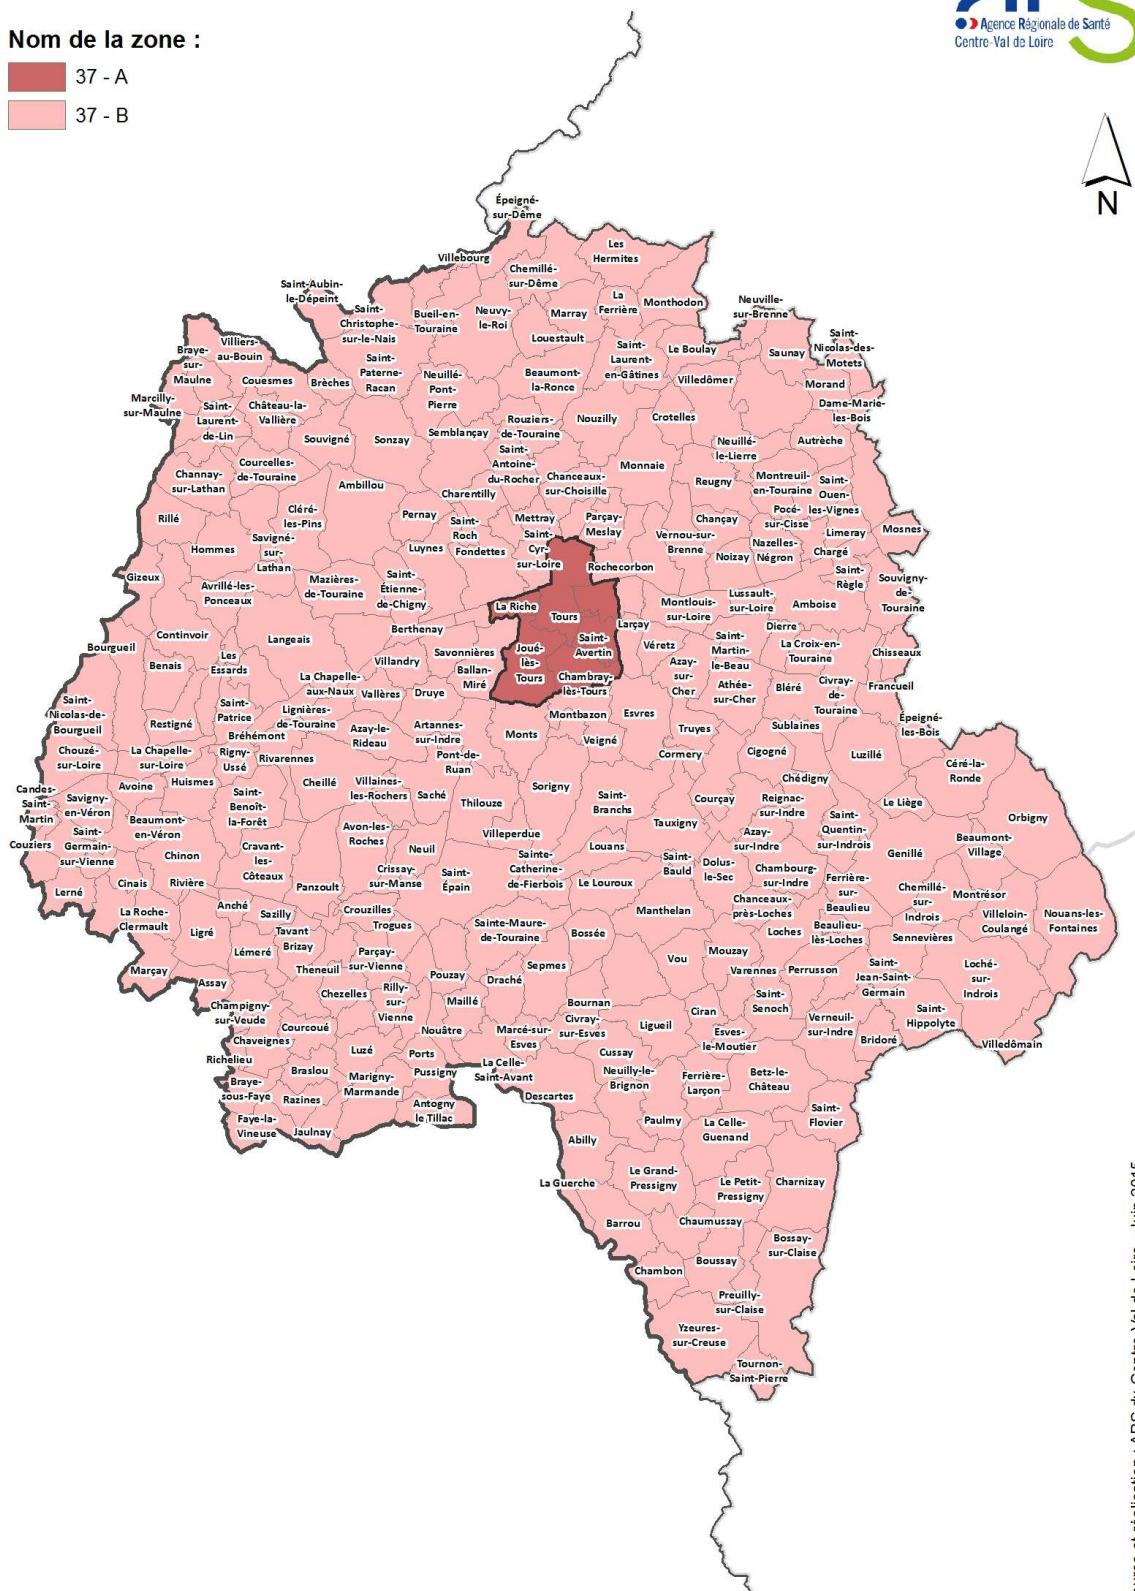 Nom de la zone :
37 - A
37 - B
Agence Régionale de Santé
Centre-Val de Loire
N
Épeigné-
sur-Dême
Villebourg
Les
Hermites
Chemillé-
sur-Dême
Saint-Aubin-
le-Dépeint
La
Ferrière
Monthodon
Neuville-
sur-Brenne
Saint-
Christophe-
sur-le-Nais
Bueil-en-
Touraine
Neuvy-
le-Roi
Marray
Louestault
Saint-
Nicolas-des-
Motets
Villiers-
au-Bouin
Braye-
sur-
Maulne
Saint-
Paterne-
Racan
Saint-
Laurent-
en-Gâtines
Le Boulay
Saunay
Couesmes
Brèches
Neuillé-
Pont-
Pierre
Beaumont-
la-Ronce
Villedômer
Morand
Marcilly-
sur-Maulne
Saint-
Laurent-
de-Lin
Château-la-
Vallière
Dame-Marie-
les-Bois
Souvigné
Sonzay
Semblançay
Rouziers-
de-Touraine
Nouzilly
Crotelles
Neuillé-
le-Lierre
Autrèche
Saint-
Antoine-
du-Rocher
Channay-
sur-Lathan
Courcelles-
de-Touraine
Ambillou
Charentilly
Chanceaux-
sur-Choisille
Monnaie
Reugny
Montreuil-
en-Touraine
Saint-
Ouen-
les-Vignes
Rillé
Cléré-
les-Pins
Pernay
Saint-
Roch
Mettray
Parçay-
Meslay
Chançay
Pocé-
sur-Cisse
Limeray
Mosnes
Hommes
Savigné-
sur-
Lathan
Luynes
Fondettes
Saint-
Cyr-
sur-Loire
Vernou-sur-
Brenne
Noizay
Nazelles-
Négron
Chargé
Rochecorbon
Gizeux
Avrillé-les-
Ponceaux
Mazières-
de-Touraine
Saint-
Étienne-
de-Chigny
Saint-
Règle
Souvigny-
de-
Touraine
La Riche
Tours
Montlouis-
sur-Loire
Lussault-
sur-Loire
Amboise
Bourgueil
Continvoir
Langeais
Berthenay
Larçay
Dierre
Benais
Les
Essards
Villandry
Savonnières
Joué-
lès-
Tours
Saint-
Avertin
Véretz
Saint-
Martin-
le-Beau
La Croix-en-
Touraine
Chisseaux
Ballan-
Miré
Azay-
sur-
Cher
La Chapelle-
aux-Naux
Vallères
Druye
Chambray-
lès-Tours
Athée-
sur-Cher
Bléré
Civray-
de-
Touraine
Francueil
Saint-
Nicolas-de-
Bourgueil
Restigné
Saint-
Patrice
Lignières-
de-Touraine
Montbazon
Esvres
Épeigné-
les-Bois
Bréhémont
Azay-le-
Rideau
Artannes-
sur-Indre
Monts
Veigné
Truyes
Sublaines
Chouzé-
sur-Loire
La Chapelle-
sur-Loire
Rigny-
Ussé
Rivarennes
Pont-de-
Ruan
Cormery
Cigogné
Luzillé
Céré-la-
Ronde
Avoine
Huismes
Cheillé
Villaines-
les-Rochers
Saché
Thilouze
Sorigny
Saint-
Branchs
Courçay
Chédigny
Reignac-
sur-Indre
Le Liège
Candes-
Saint-
Martin
Savigny-
en-Véron
Saint-
Benoît-
la-Forêt
Orbigny
Beaumont-
en-Véron
Avon-les-
Roches
Villeperdue
Tauxigny
Azay-
sur-Indre
Saint-
Quentin-
sur-Indrois
Beaumont-
Village
Couziers
Saint-
Germain-
sur-Vienne
Chinon
Cravant-
les-
Côteaux
Neuil
Louans
Genillé
Crissay-
sur-Manse
Saint-
Épain
Sainte-
Catherine-
de-Fierbois
Saint-
Bauld
Dolus-
le-Sec
Chambourg-
sur-Indre
Ferrière-
sur-
Beaulieu
Lerné
Cinais
Rivière
Panzoult
Le Louroux
Chemillé-
sur-
Indrois
Montrésor
La Roche-
Clermault
Anché
Sazilly
Crouzilles
Trogues
Manthelan
Chanceaux-
près-Loches
Villeloin-
Coulangé
Nouans-les-
Fontaines
Ligré
Tavant
Brizay
Sainte-Maure-
de-Touraine
Bossée
Loches
Beaulieu-
lès-Loches
Sennevières
Lémeré
Parçay-
sur-Vienne
Mouzay
Marçay
Theneuil
Pouzay
Sepmes
Vou
Varennes
Perrusson
Saint-
Jean-Saint-
Germain
Loché-
sur-
Indrois
Assay
Chezelles
Rilly-
sur-
Vienne
Draché
Maillé
Bournan
Saint-
Senoch
Champigny-
sur-Veude
Courcoué
Nouâtre
Marcé-sur-
Esves
Civray-
sur-Esves
Ligueil
Ciran
Verneuil-
sur-Indre
Saint-
Hippolyte
Chaveignes
Luzé
Esves-
le-Moutier
Bridoré
Villedômain
Richelieu
Ports
La Celle-
Saint-Avant
Cussay
Braslou
Marigny-
Marmande
Pussigny
Neuilly-le-
Brignon
Ferrière-
Larçon
Betz-le-
Château
Braye-
sous-Faye
Razines
Descartes
Antogny
le Tillac
Saint-
Flovier
Faye-la-
Vineuse
Jaulnay
Paulmy
La Celle-
Guenand
Abilly
La Guerche
Le Grand-
Pressigny
Le Petit-
Pressigny
Charnizay
Barrou
Chaumussay
Bossay-
sur-Claise
Chambon
Boussay
Preuilly-
sur-Claise
Yzeures-
sur-Creuse
Tournon-
Saint-Pierre